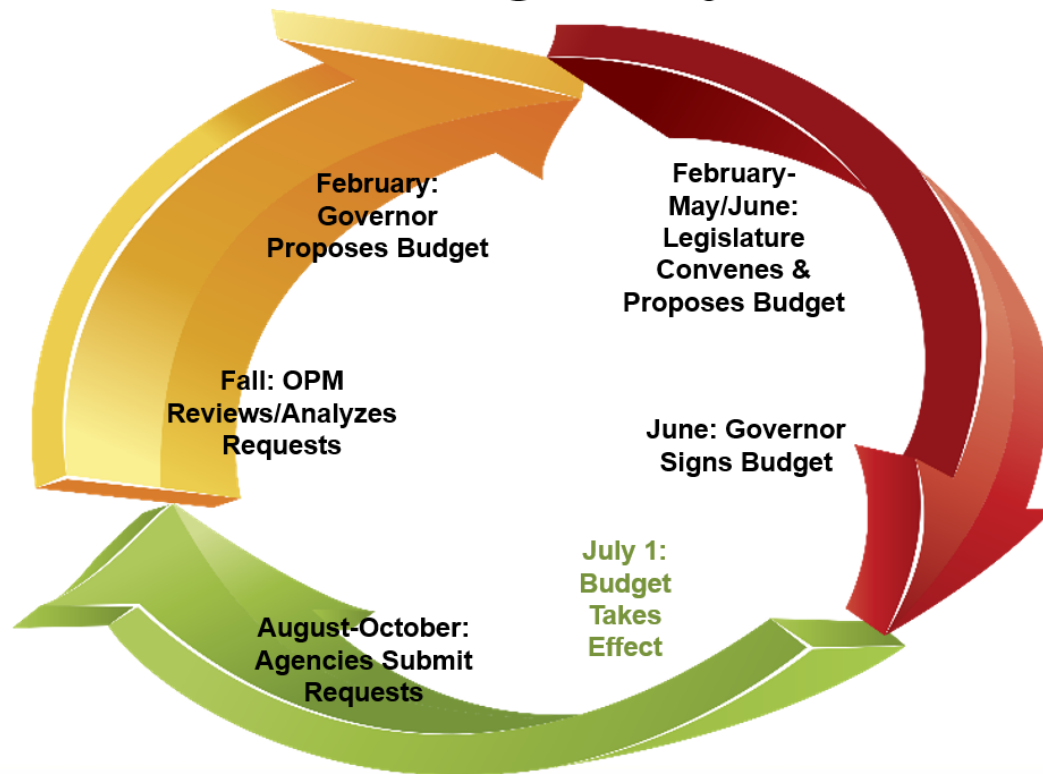 February:
Governor
Proposes Budget
February-
May/June:
Legislature
Convenes &
Proposes Budget
Fall: OPM
Reviews/Analyzes
Requests
June: Governor
Signs Budget
July 1:
Budget
Takes
Effect
August-October:
Agencies Submit
Requests